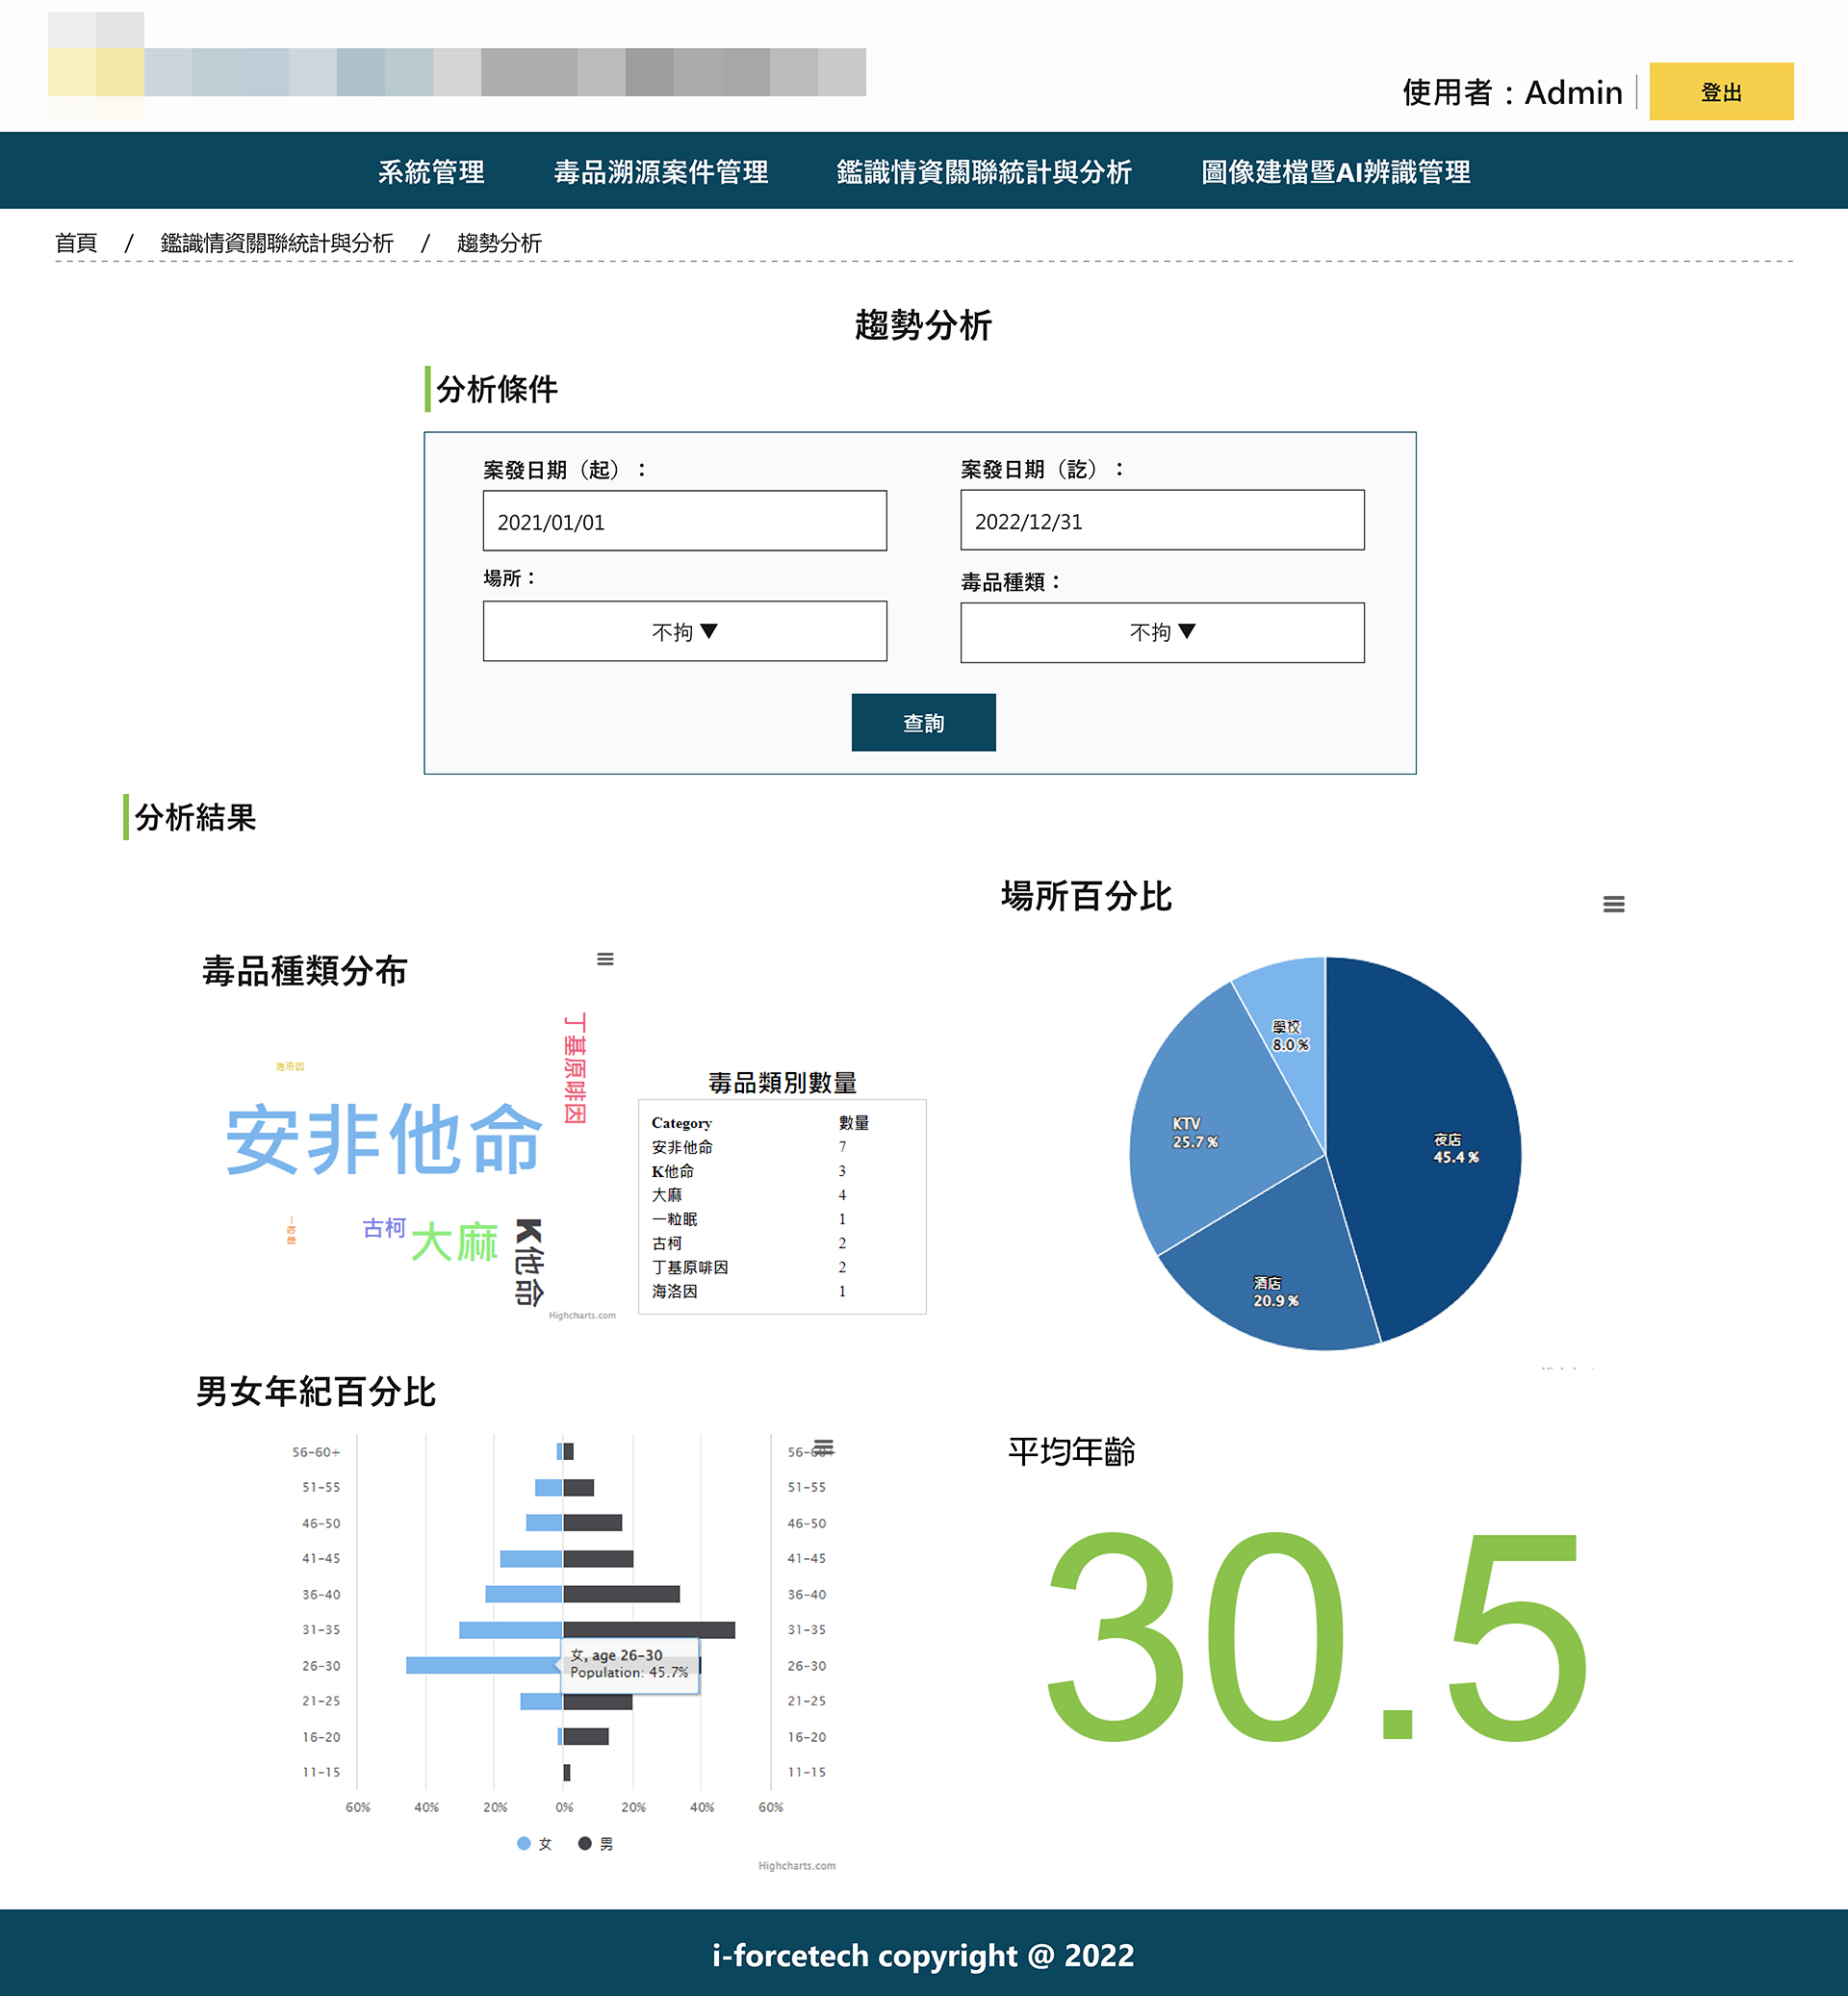 使用者：Admin
登出
系統管理 毒品溯源案件管理 鑑識情資關聯統計與分析 圖像建檔暨AI辨識管理
首頁 / 鑑識情資關聯統計與分析 / 趨勢分析
趨勢分析
分析條件
案發日期（起）： 案發日期（訖）：
2021/01/01 2022/12/31
場所： 毒品種類：
不拘▼ 不拘▼
查詢
分析結果
毒品種類分布
海洛因
丁基原啡因
安非他命
一粒眠
古柯
大麻
K他命
Highcharts.com
毒品類別數量
Category 數量
安非他命 7
K他命 3
大麻 4
一粒眠 1
古柯 2
丁基原啡因 2
海洛因 1
場所百分比
學校
8.0 %
KTV
25.7 %
夜店
45.4 %
酒店
20.9 %
男女年紀百分比
56-60+ 56-60+
51-55 51-55
46-50 46-50
41-45 41-45
36-40 36-40
31-35 31-35
女, age 26-30
26-30 26-30
Population: 45.7%
21-25 21-25
16-20 16-20
11-15 11-15
60% 40% 20% 0% 20% 40% 60%
女 男
Highcharts.com
平均年齡
30.5
i-forcetech copyright @ 2022